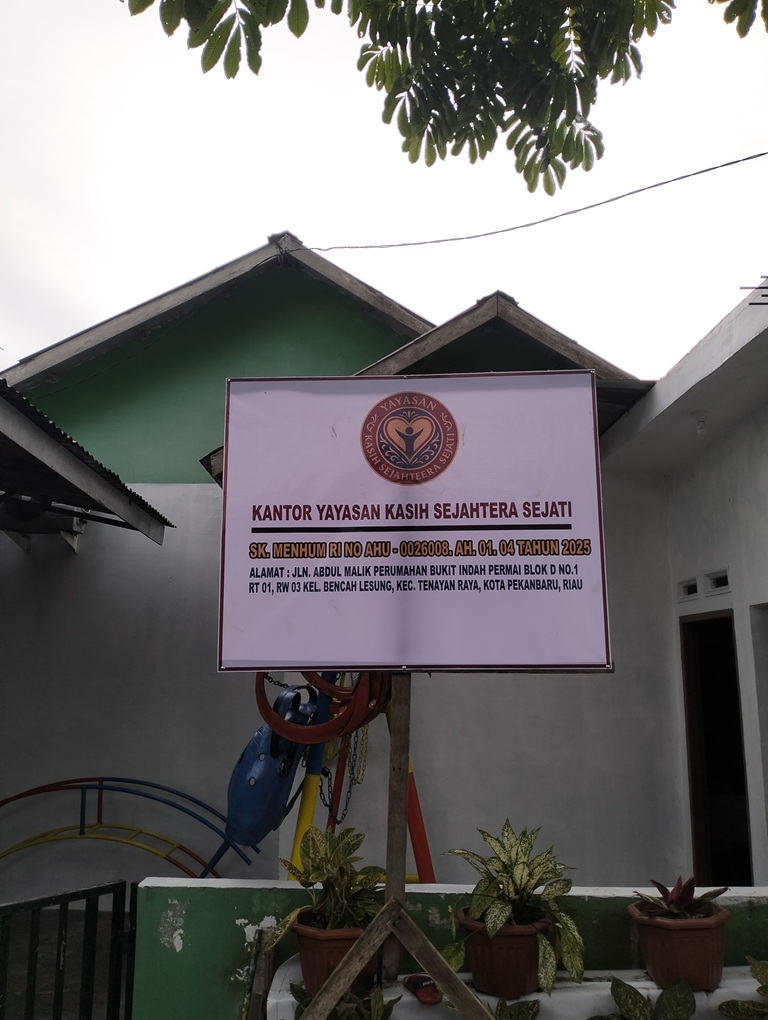 YAYASAN
KASIH SEJAHTEERA SEJATI
KANTOR YAYASAN KASIH SEJAHTERA SEJATI
SK. MENHUM RI NO AHU - 0026008. AH. 01. 04 TAHUN 2025
ALAMAT : JLN. ABDUL MALIK PERUMAHAN BUKIT INDAH PERMAI BLOK D NO.1
RT 01, RW 03 KEL. BENCAH LESUNG, KEC. TENAYAN RAYA, KOTA PEKANBARU, RIAU